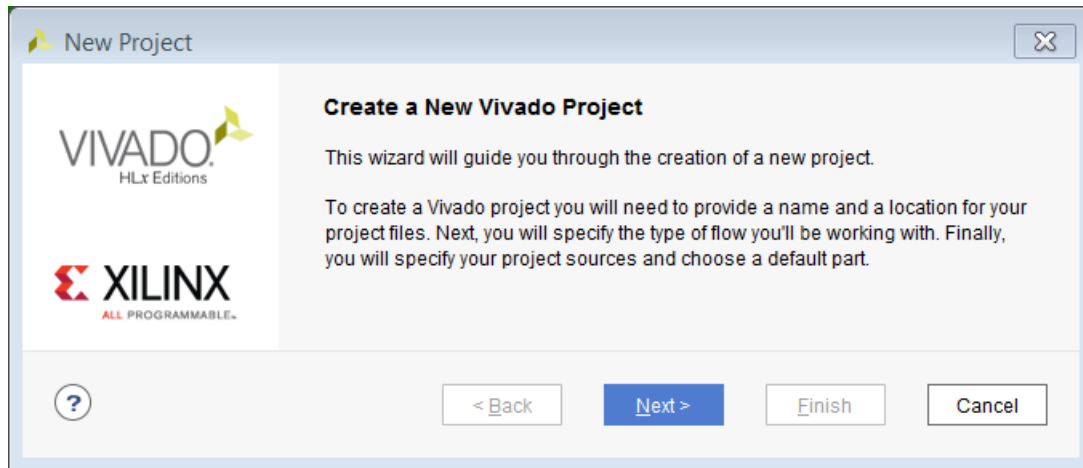 New Project
VIVADO.
HLx Editions
XILINX
ALL PROGRAMMABLE™
Create a New Vivado Project
This wizard will guide you through the creation of a new project.
To create a Vivado project you will need to provide a name and a location for your
project files. Next, you will specify the type of flow you'll be working with. Finally,
you will specify your project sources and choose a default part.
?
< Back
Next >
Finish
Cancel